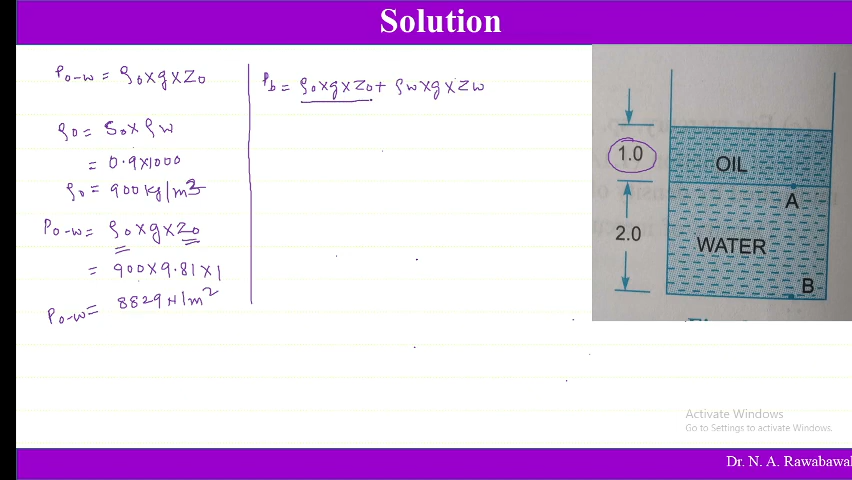 Solution
Po-w = ρo×g×Zo
ρo = So×ρw
= 0.9×1000
ρo = 900 kg/m3
Po-w = ρo×g×Zo
= 900×9.81×1
Po-w = 8829 N/m2
Pb = ρo×g×Zo + ρw×g×Zw
1.0
OIL
A
2.0
WATER
B
Activate Windows
Go to Settings to activate Windows.
Dr. N. A. Rawabawal